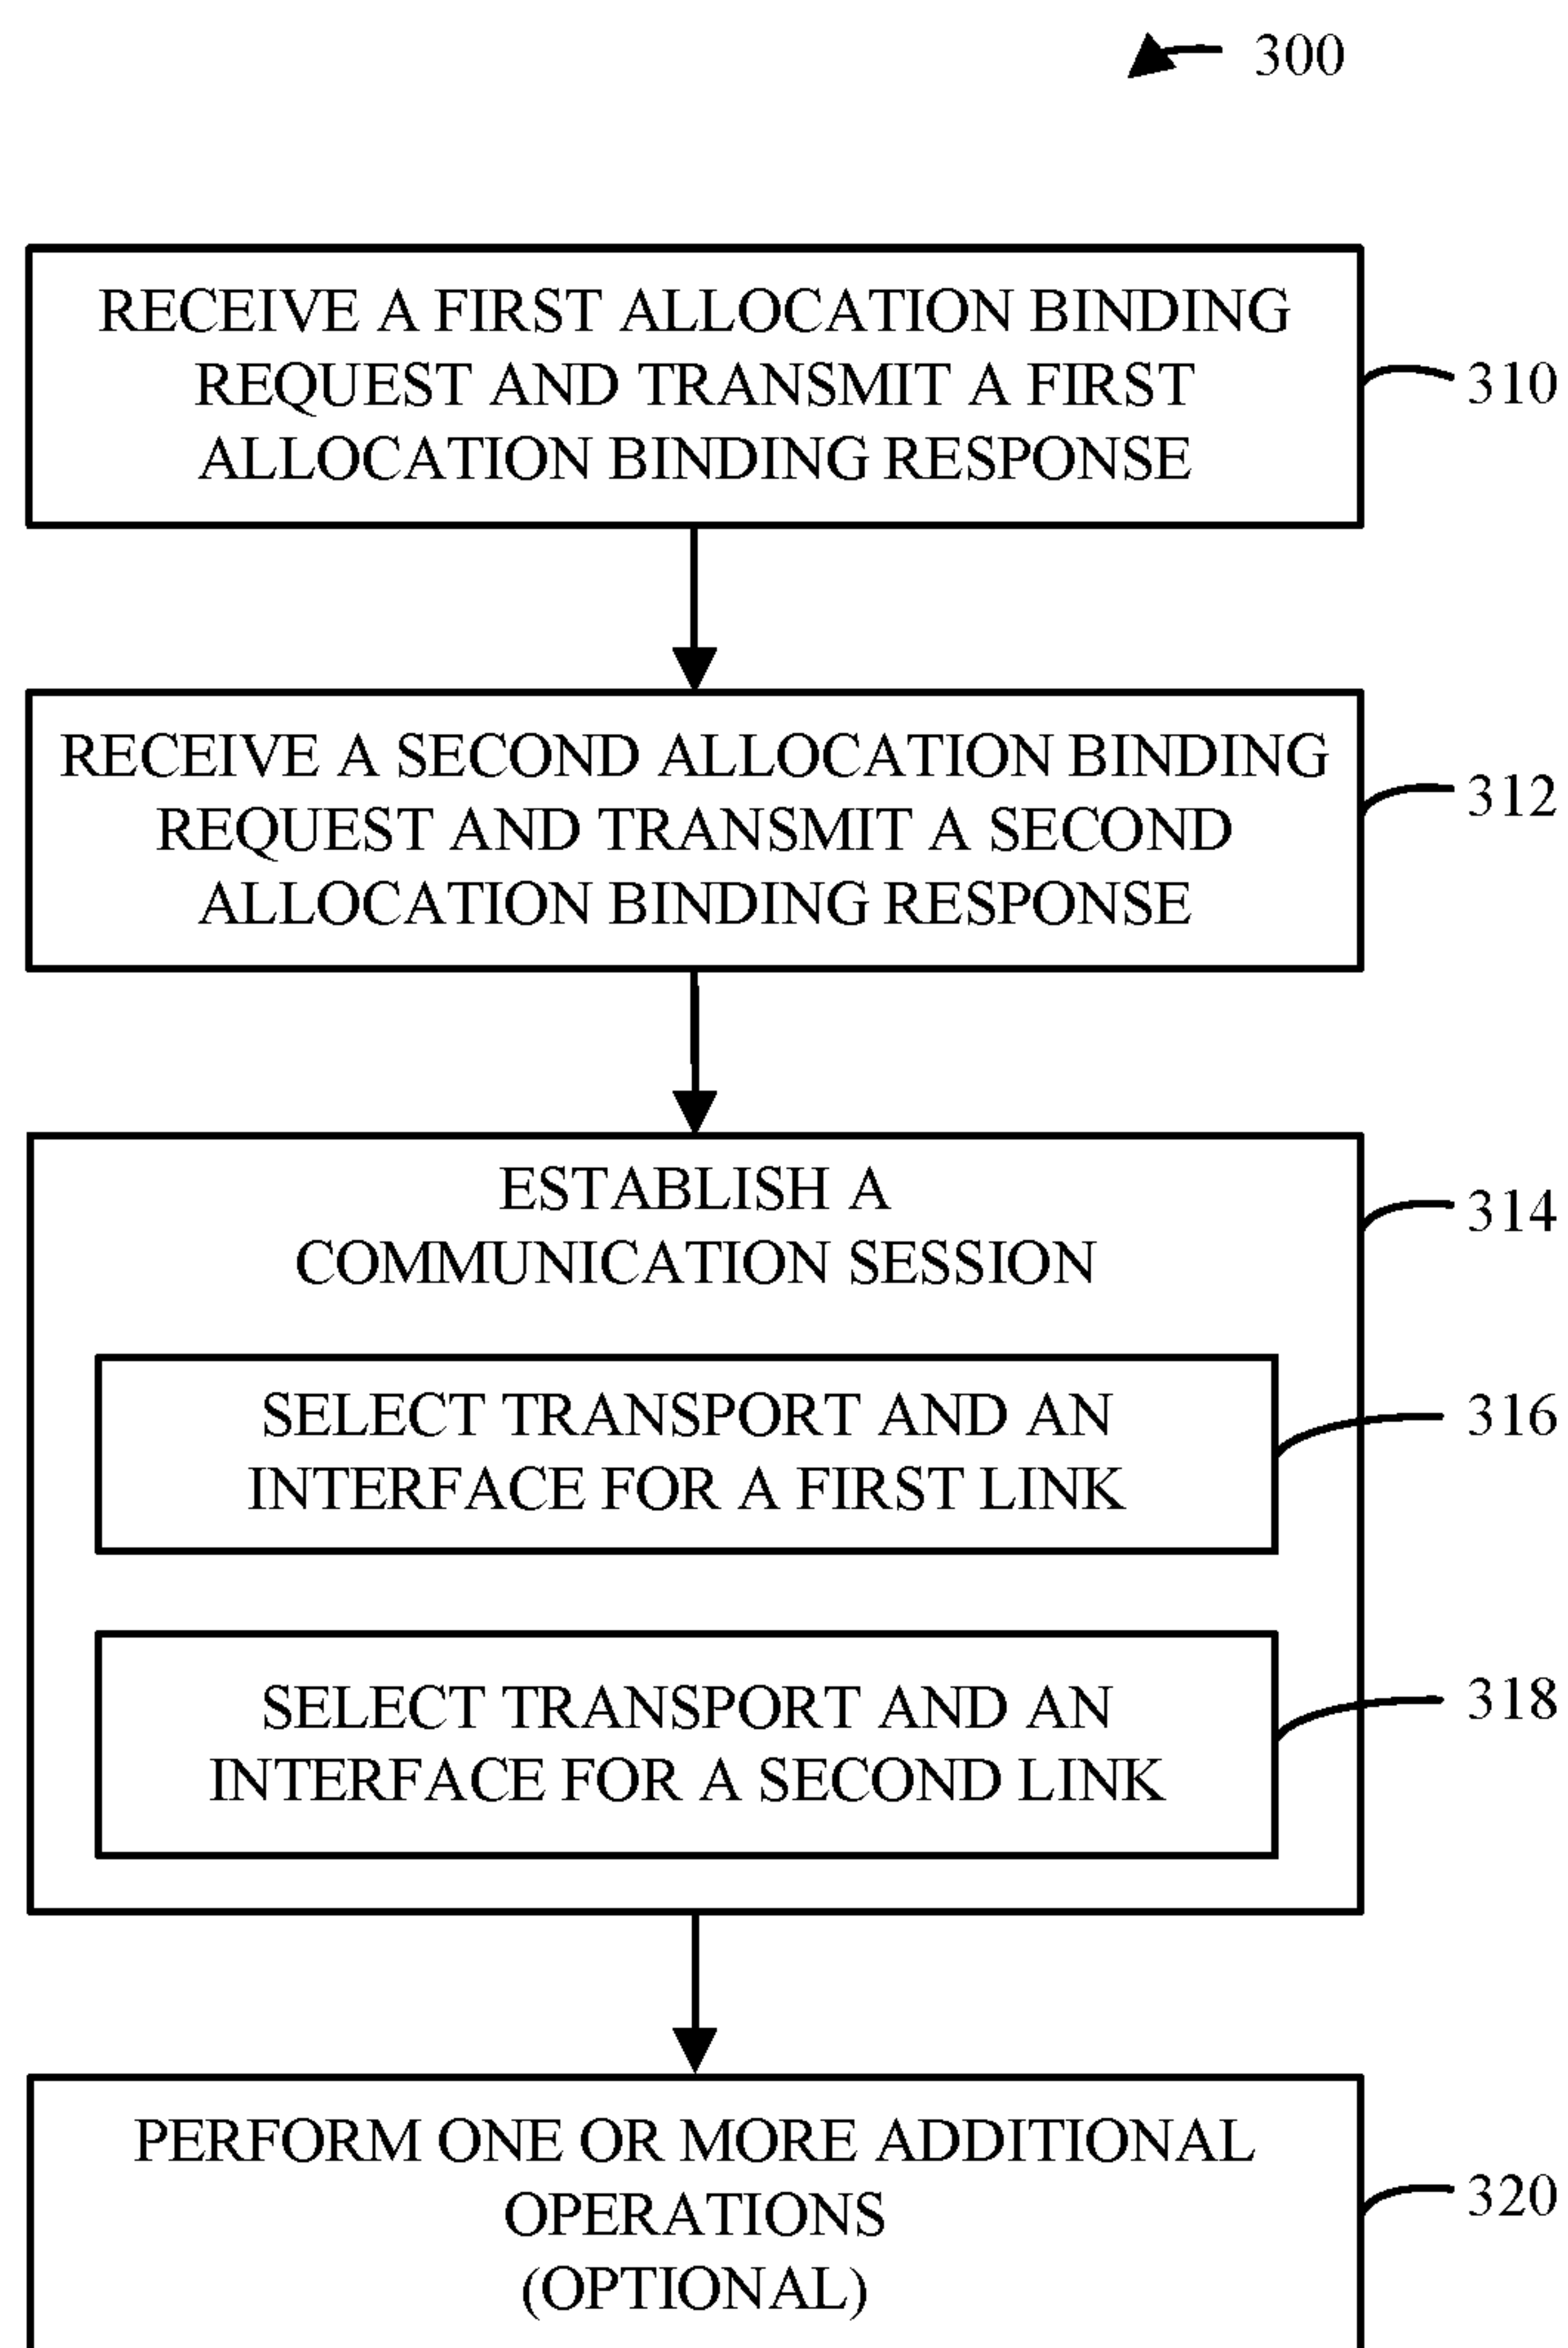 300
RECEIVE A FIRST ALLOCATION BINDING
REQUEST AND TRANSMIT A FIRST
ALLOCATION BINDING RESPONSE
310
RECEIVE A SECOND ALLOCATION BINDING
REQUEST AND TRANSMIT A SECOND
ALLOCATION BINDING RESPONSE
312
ESTABLISH A
COMMUNICATION SESSION
314
SELECT TRANSPORT AND AN
INTERFACE FOR A FIRST LINK
316
SELECT TRANSPORT AND AN
INTERFACE FOR A SECOND LINK
318
PERFORM ONE OR MORE ADDITIONAL
OPERATIONS
(OPTIONAL)
320